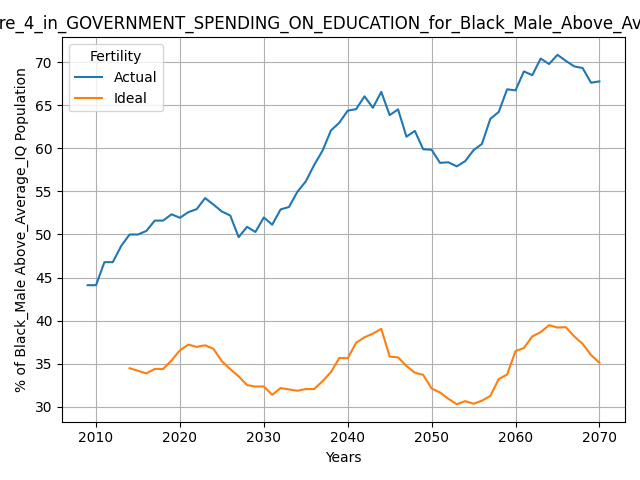 re_4_in_GOVERNMENT_SPENDING_ON_EDUCATION_for_Black_Male_Above_Av
Fertility
Actual
Ideal
% of Black_Male Above_Average_IQ Population
70
65
60
55
50
45
40
35
30
2010 2020 2030 2040 2050 2060 2070
Years